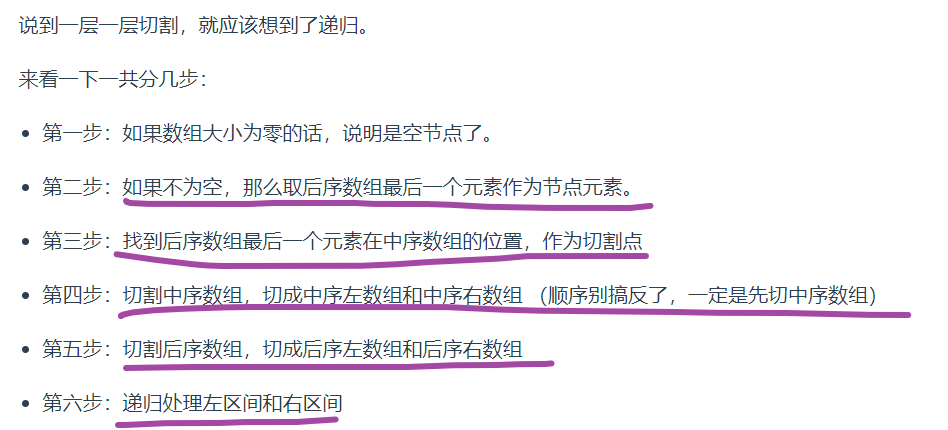 说到一层一层切割，就应该想到了递归。
来看一下一共分几步：
• 第一步：如果数组大小为零的话，说明是空节点了。
• 第二步：如果不为空，那么取后序数组最后一个元素作为节点元素。
• 第三步：找到后序数组最后一个元素在中序数组的位置，作为切割点
• 第四步：切割中序数组，切成中序左数组和中序右数组 （顺序别搞反了，一定是先切中序数组）
• 第五步：切割后序数组，切成后序左数组和后序右数组
• 第六步：递归处理左区间和右区间